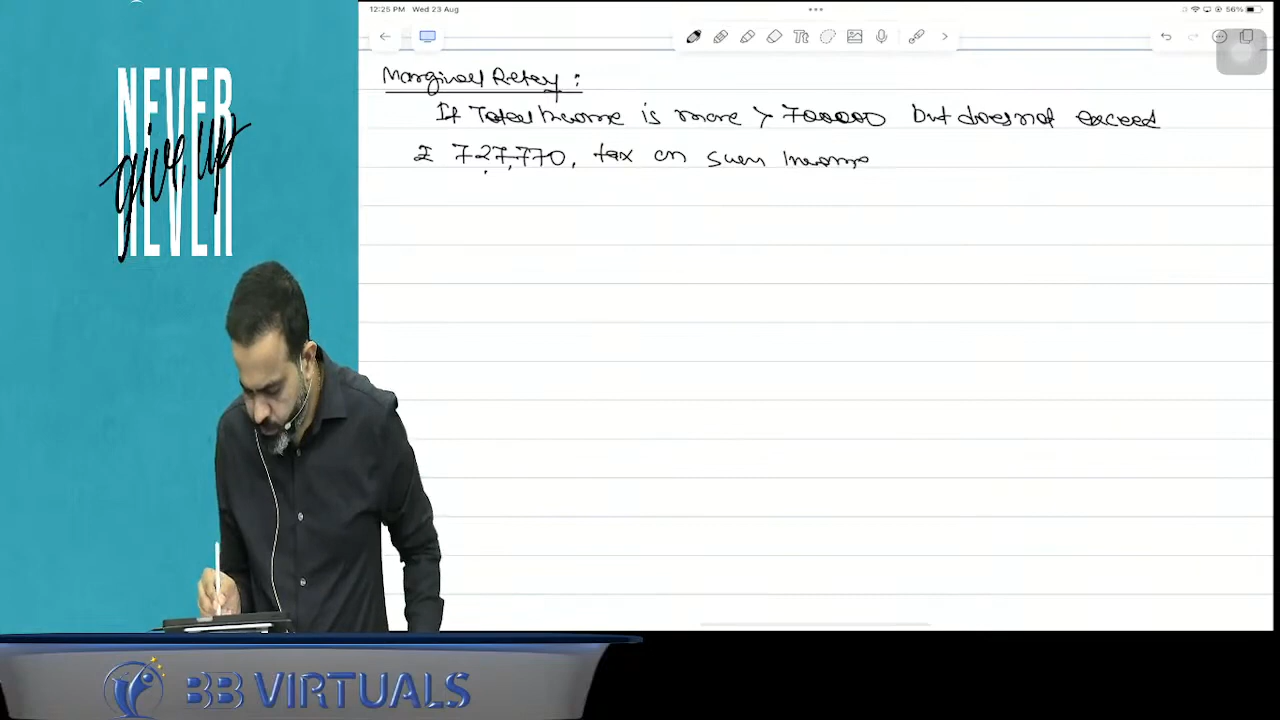 12:25 PM Wed 23 Aug
56%
NEVER
give up
NEVER
Marginal Relief :
If Total Income is more > 700000 but does not exceed
₹ 727,770, tax on such Income
BB VIRTUALS